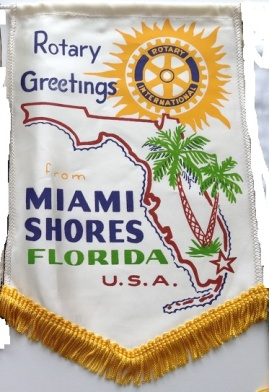 Rotary
Greetings
ROTARY
INTERNATIONAL
from
MIAMI
SHORES
FLORIDA
U.S.A.